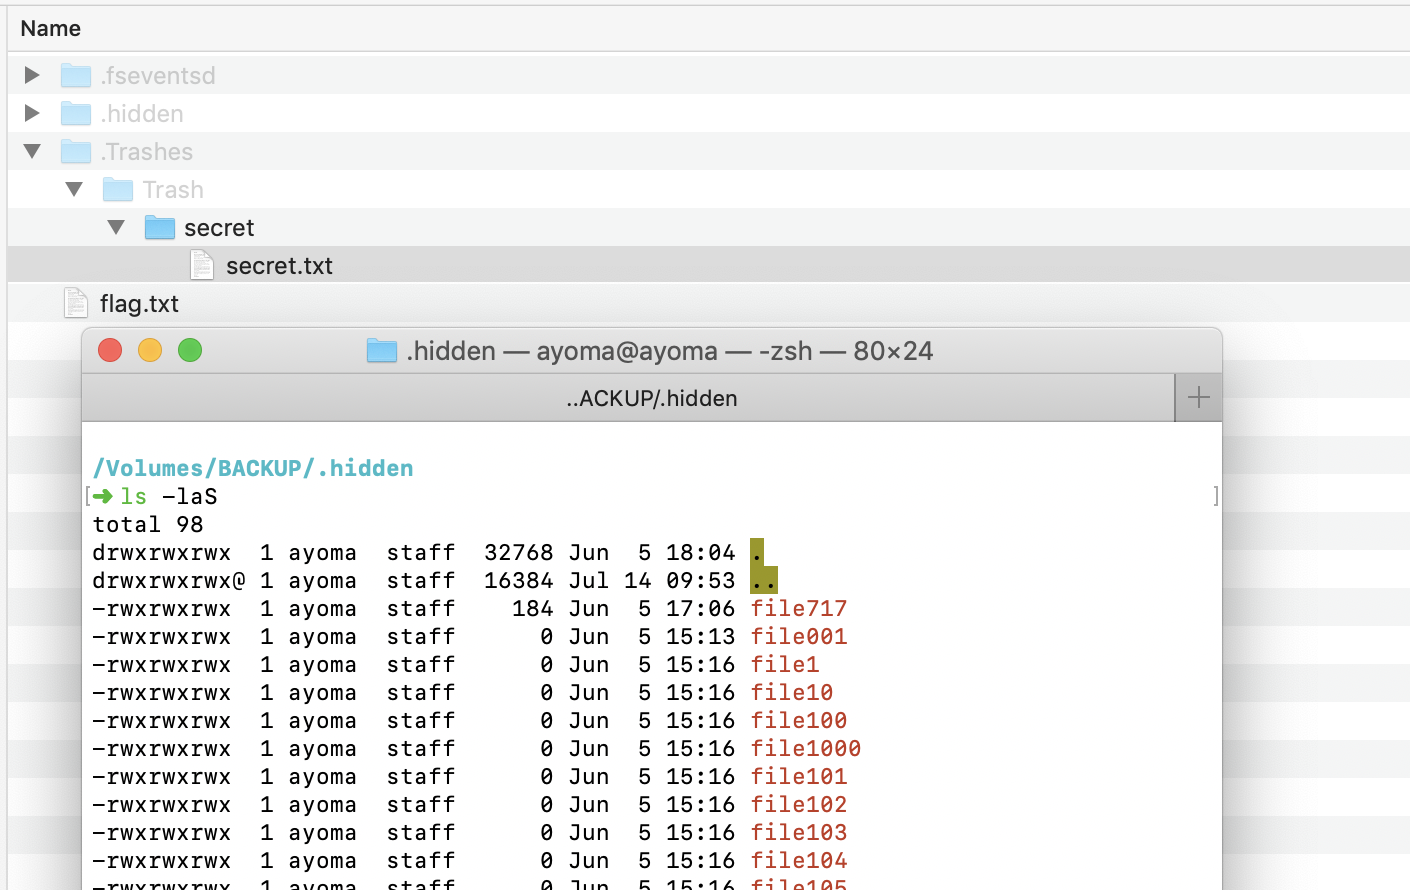 Name
.fseventsd
.hidden
.Trashes
Trash
secret
secret.txt
flag.txt
.hidden — ayoma@ayoma — -zsh — 80×24
..ACKUP/.hidden
/Volumes/BACKUP/.hidden
[➜ ls -laS ]
total 98
drwxrwxrwx  1 ayoma  staff  32768 Jun  5 18:04 .
drwxrwxrwx@ 1 ayoma  staff  16384 Jul 14 09:53 ..
-rwxrwxrwx  1 ayoma  staff    184 Jun  5 17:06 file717
-rwxrwxrwx  1 ayoma  staff      0 Jun  5 15:13 file001
-rwxrwxrwx  1 ayoma  staff      0 Jun  5 15:16 file1
-rwxrwxrwx  1 ayoma  staff      0 Jun  5 15:16 file10
-rwxrwxrwx  1 ayoma  staff      0 Jun  5 15:16 file100
-rwxrwxrwx  1 ayoma  staff      0 Jun  5 15:16 file1000
-rwxrwxrwx  1 ayoma  staff      0 Jun  5 15:16 file101
-rwxrwxrwx  1 ayoma  staff      0 Jun  5 15:16 file102
-rwxrwxrwx  1 ayoma  staff      0 Jun  5 15:16 file103
-rwxrwxrwx  1 ayoma  staff      0 Jun  5 15:16 file104
-rwxrwxrwx  1 ayoma  staff      0 Jun  5 15:16 file105